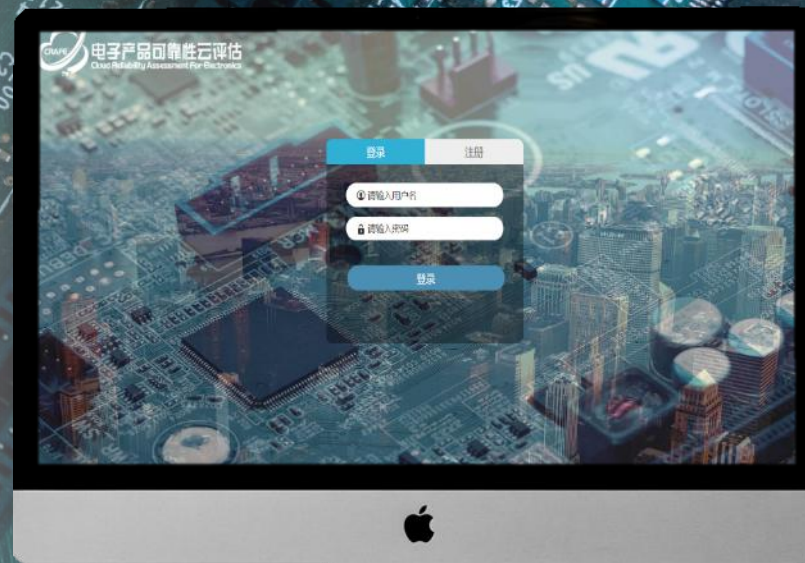 CRAFE
电子产品可靠性云评估
Cloud Reliability Assessment For Electronics
登录
注册
请输入用户名
请输入密码
登录